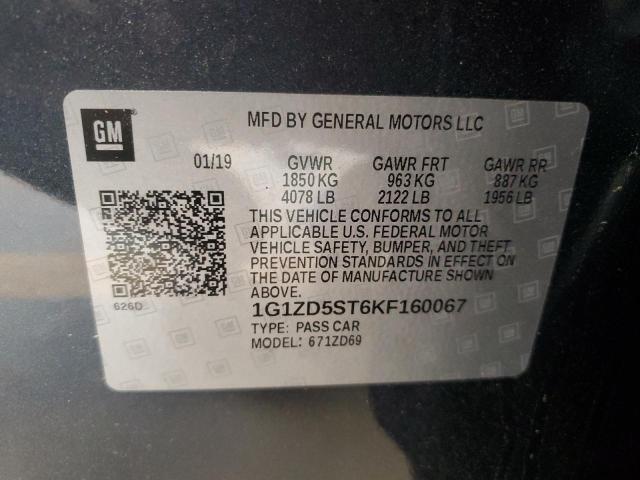 GM
MFD BY GENERAL MOTORS LLC
01/19 GVWR GAWR FRT GAWR RR
1850 KG 963 KG 887 KG
4078 LB 2122 LB 1956 LB
THIS VEHICLE CONFORMS TO ALL
APPLICABLE U.S. FEDERAL MOTOR
VEHICLE SAFETY, BUMPER, AND THEFT
PREVENTION STANDARDS IN EFFECT ON
THE DATE OF MANUFACTURE SHOWN
ABOVE.
626D
1G1ZD5ST6KF160067
TYPE: PASS CAR
MODEL: 671ZD69